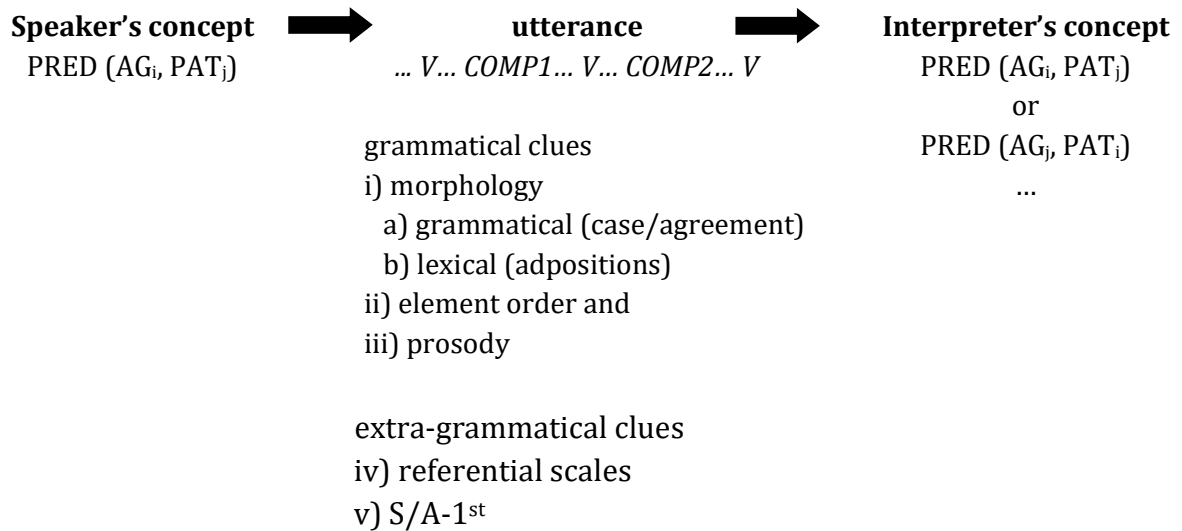 Speaker's concept utterance Interpreter's concept
PRED (AGi, PATj) ... V... COMP1... V... COMP2... V PRED (AGi, PATj)
or
grammatical clues PRED (AGj, PATi)
i) morphology ...
a) grammatical (case/agreement)
b) lexical (adpositions)
ii) element order and
iii) prosody
extra-grammatical clues
iv) referential scales
v) S/A-1st